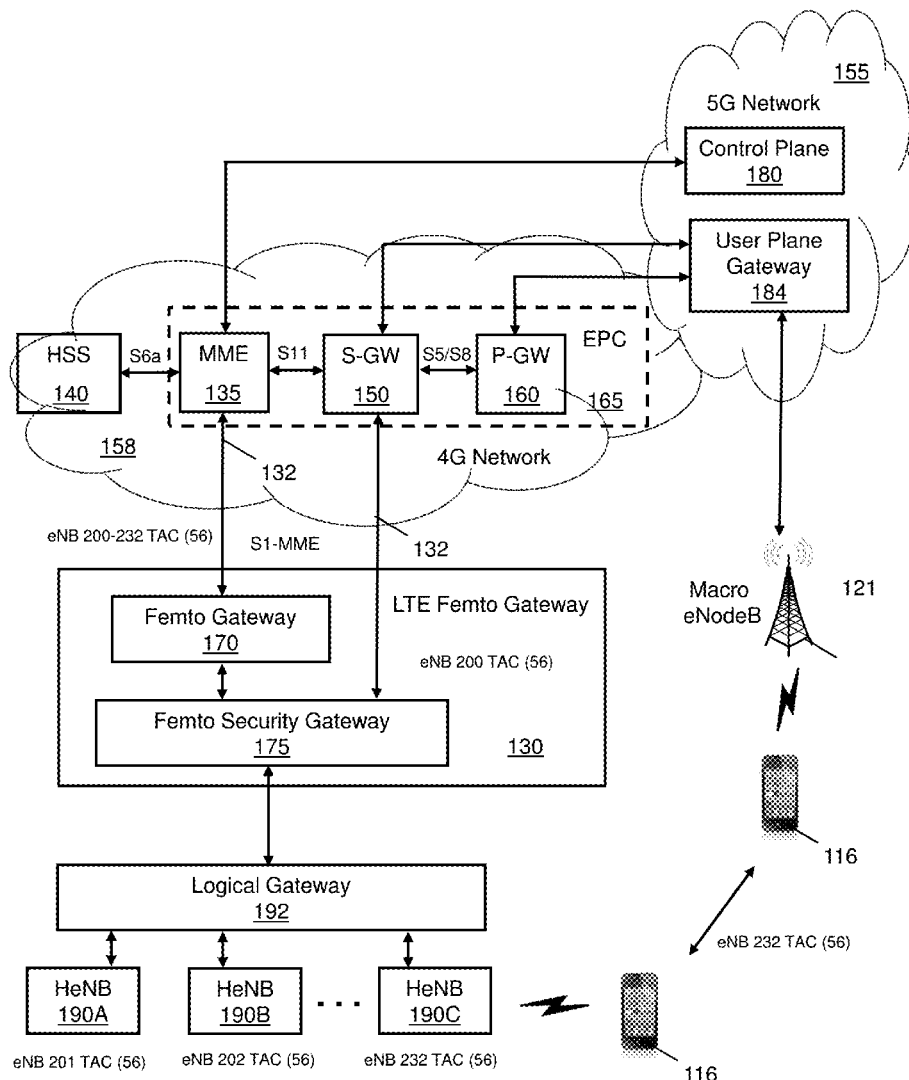 155
5G Network
Control Plane
180
User Plane
Gateway
184
HSS
140
S6a
MME
135
S11
S-GW
150
S5/S8
P-GW
160
EPC
165
158
132
4G Network
eNB 200-232 TAC (56)
S1-MME
132
Macro
eNodeB
121
LTE Femto Gateway
Femto Gateway
170
eNB 200 TAC (56)
Femto Security Gateway
175
130
116
Logical Gateway
192
eNB 232 TAC (56)
HeNB
190A
HeNB
190B
HeNB
190C
eNB 201 TAC (56)
eNB 202 TAC (56)
eNB 232 TAC (56)
116